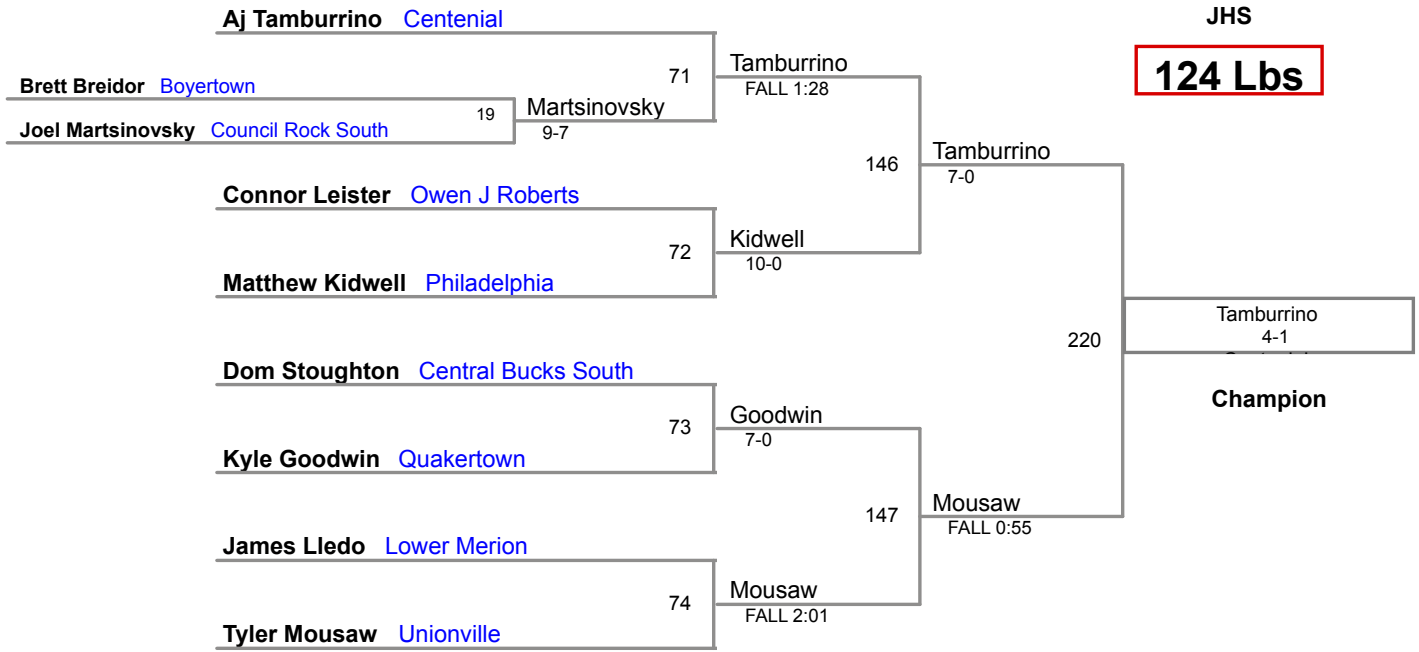 Aj Tamburrino Centenial
JHS
124 Lbs
71
Tamburrino
FALL 1:28
Brett Breidor Boyertown
19
Martsinovsky
9-7
Joel Martsinovsky Council Rock South
146
Tamburrino
7-0
Connor Leister Owen J Roberts
72
Kidwell
10-0
Matthew Kidwell Philadelphia
220
Tamburrino
4-1
Champion
Dom Stoughton Central Bucks South
73
Goodwin
7-0
Kyle Goodwin Quakertown
147
Mousaw
FALL 0:55
James Lledo Lower Merion
74
Mousaw
FALL 2:01
Tyler Mousaw Unionville